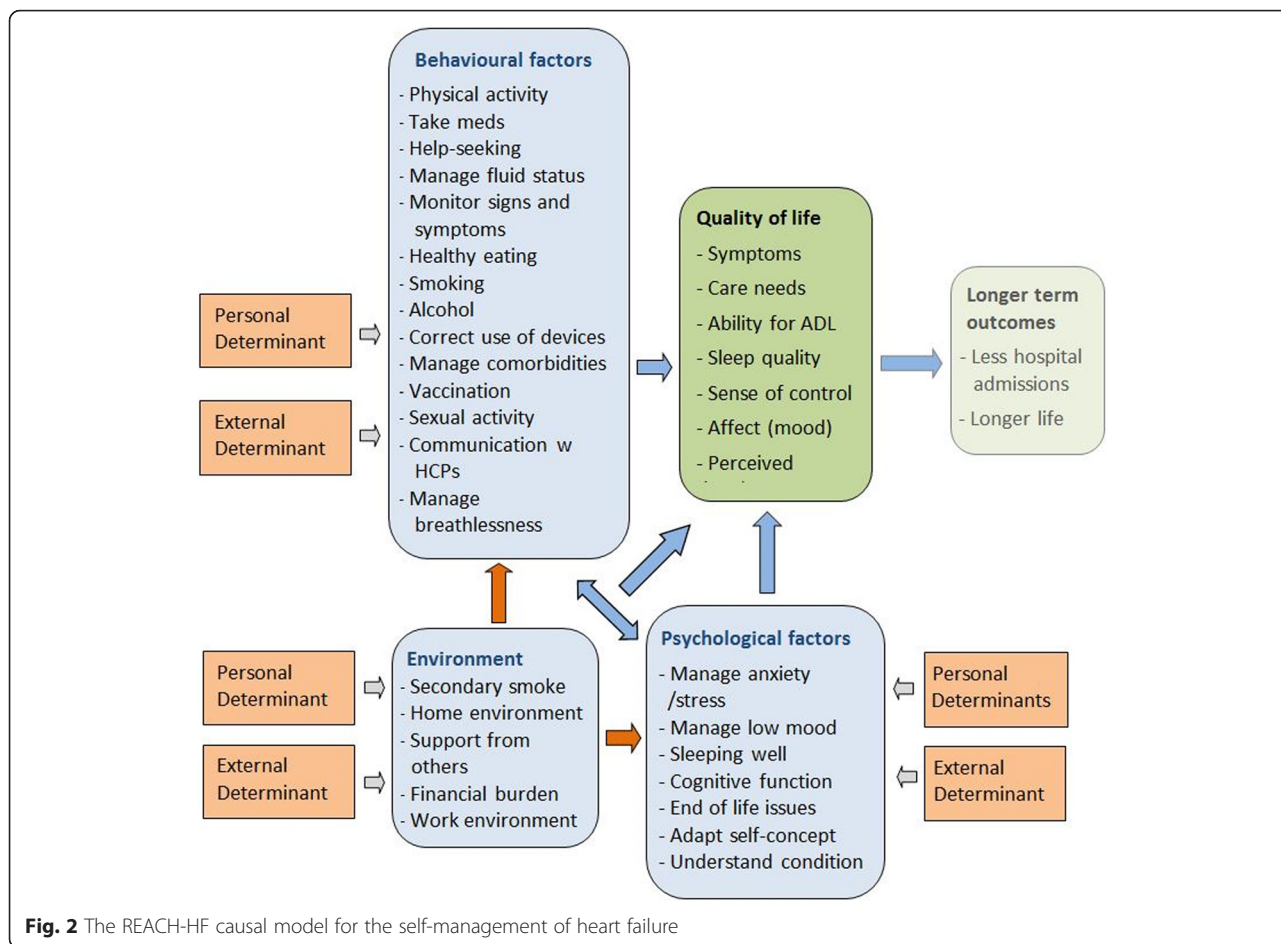 Behavioural factors
- Physical activity
- Take meds
- Help-seeking
- Manage fluid status
- Monitor signs and
symptoms
- Healthy eating
- Smoking
- Alcohol
- Correct use of devices
- Manage comorbidities
- Vaccination
- Sexual activity
- Communication w
HCPs
- Manage
breathlessness
Personal
Determinant
External
Determinant
Quality of life
- Symptoms
- Care needs
- Ability for ADL
- Sleep quality
- Sense of control
- Affect (mood)
- Perceived
Longer term
outcomes
- Less hospital
admissions
- Longer life
Personal
Determinant
External
Determinant
Environment
- Secondary smoke
- Home environment
- Support from
others
- Financial burden
- Work environment
Psychological factors
- Manage anxiety
/stress
- Manage low mood
- Sleeping well
- Cognitive function
- End of life issues
- Adapt self-concept
- Understand condition
Personal
Determinants
External
Determinant
Fig. 2 The REACH-HF causal model for the self-management of heart failure